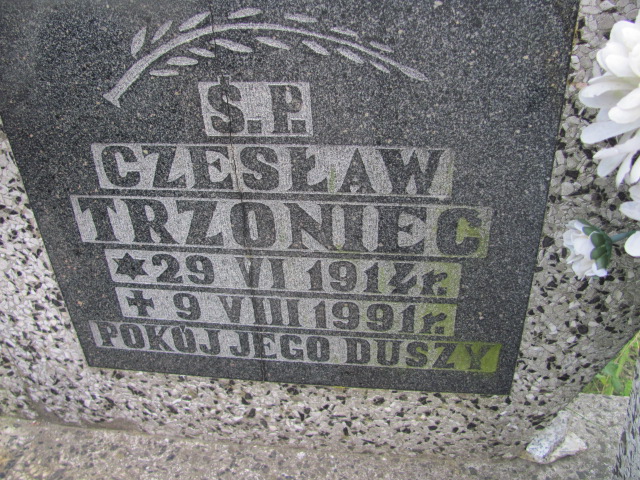 Ś.P.
CZESŁAW
TRZONIEC
✶ 29 VI 1914r.
✝ 9 VIII 1991r.
POKÓJ JEGO DUSZY